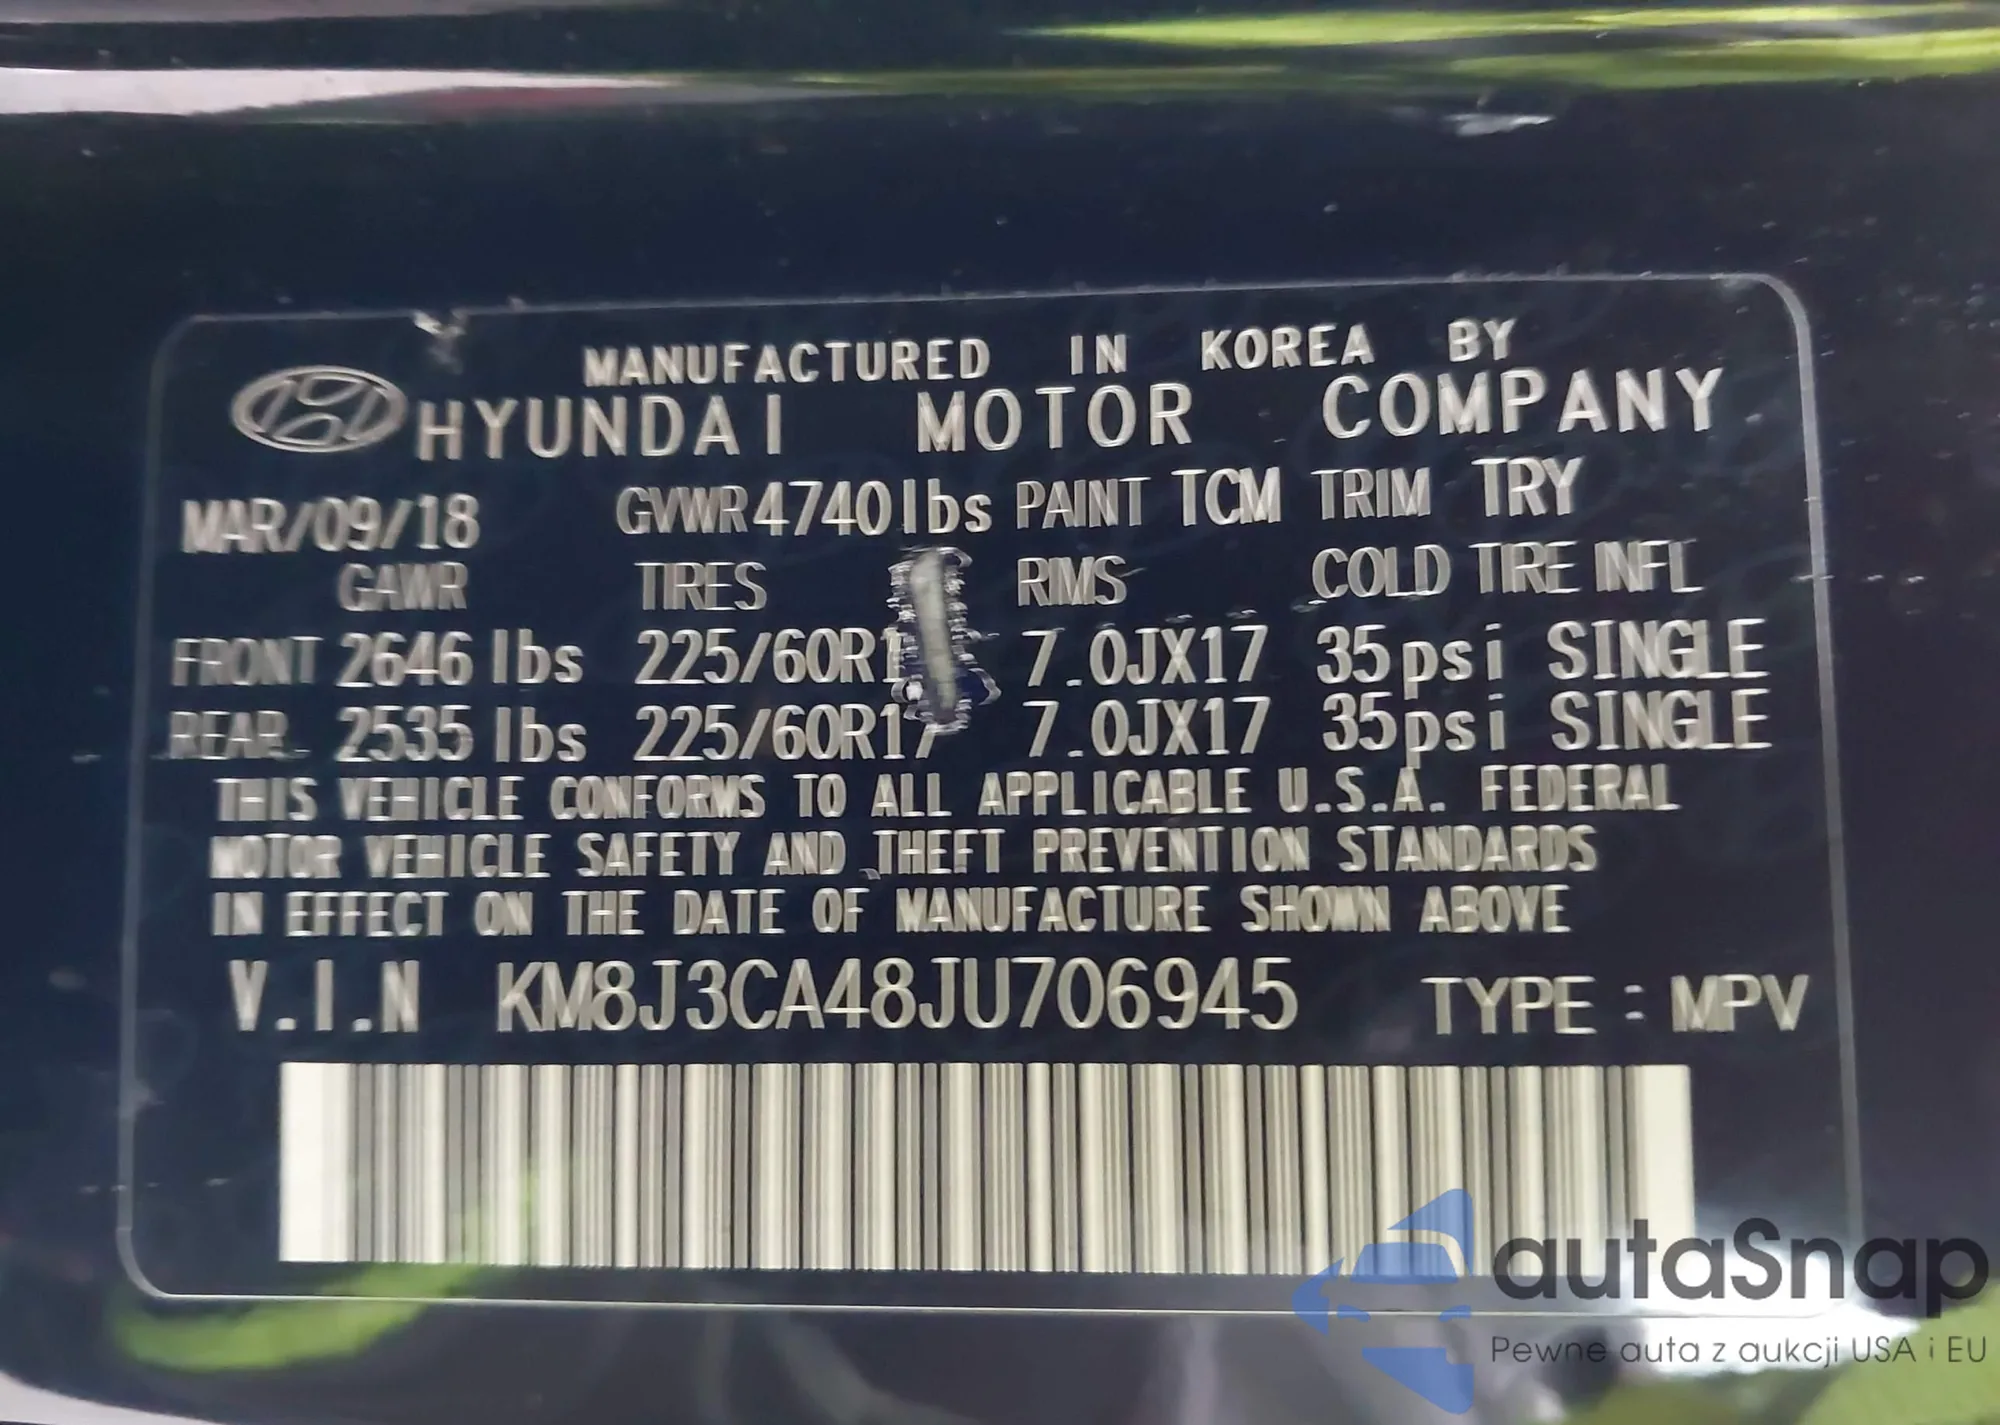 MANUFACTURED IN KOREA BY
HYUNDAI MOTOR COMPANY
MAR/09/18 GVWR 4740 lbs PAINT TCM TRIM TRY
GAWR TIRES RIMS COLD TIRE INFL
FRONT 2646 lbs 7.0JX17 35psi SINGLE
REAR 2535 lbs 225/60R17 7.0JX17 35psi SINGLE
THIS VEHICLE CONFORMS TO ALL APPLICABLE U.S.A. FEDERAL
MOTOR VEHICLE SAFETY AND THEFT PREVENTION STANDARDS
IN EFFECT ON THE DATE OF MANUFACTURE SHOWN ABOVE
V.I.N KM8J3CA48JU706945 TYPE : MPV
autaSnap
Pewne auta z aukcji USA i EU